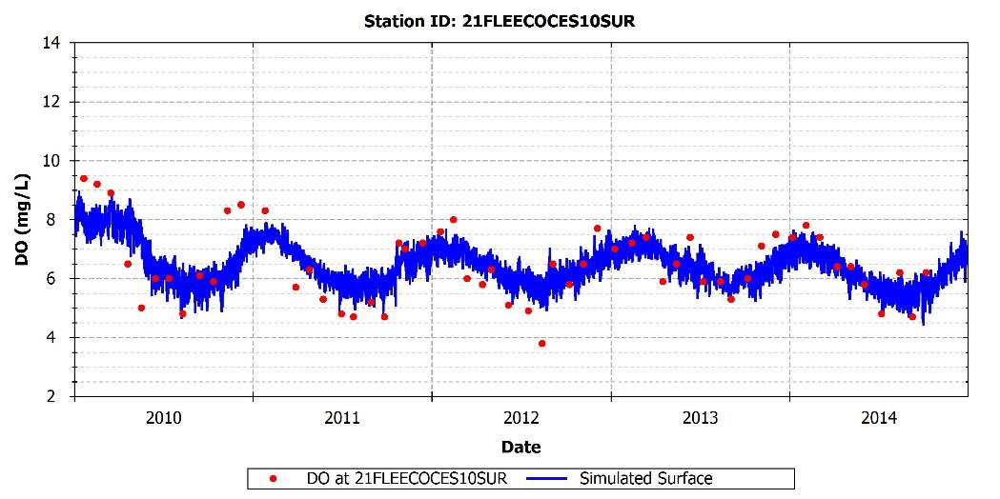 Station ID: 21FLEECOCES10SUR
14
12
10
8
6
4
2
DO (mg/L)
2010 2011 2012 2013 2014
Date
DO at 21FLEECOCES10SUR Simulated Surface